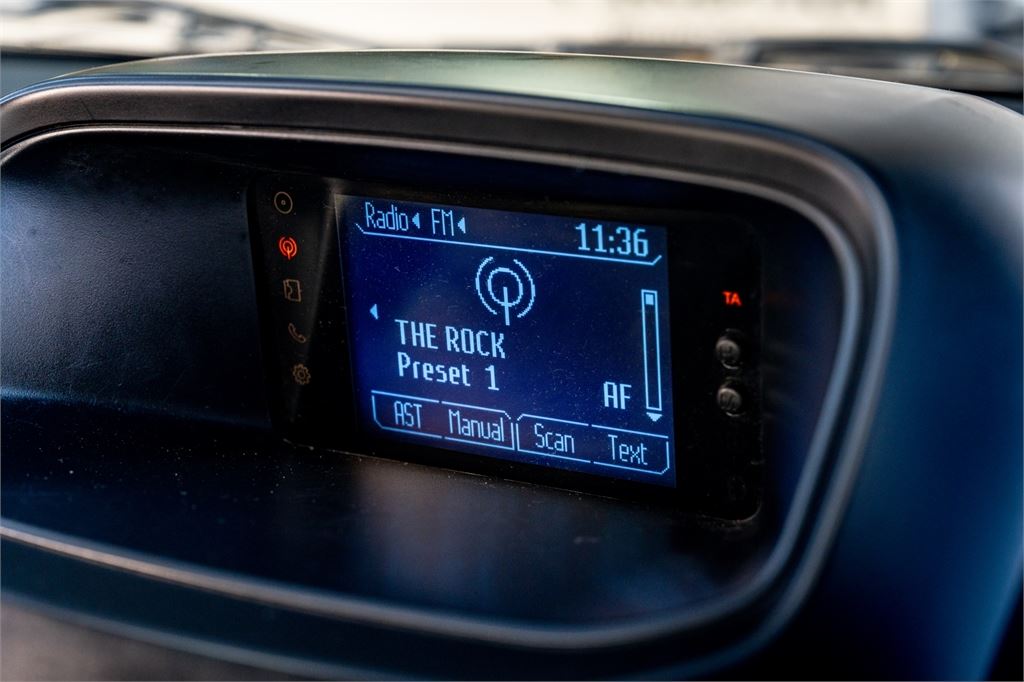 Radio FM 11:36
TA
THE ROCK
Preset 1
AF
AST Manual Scan Text